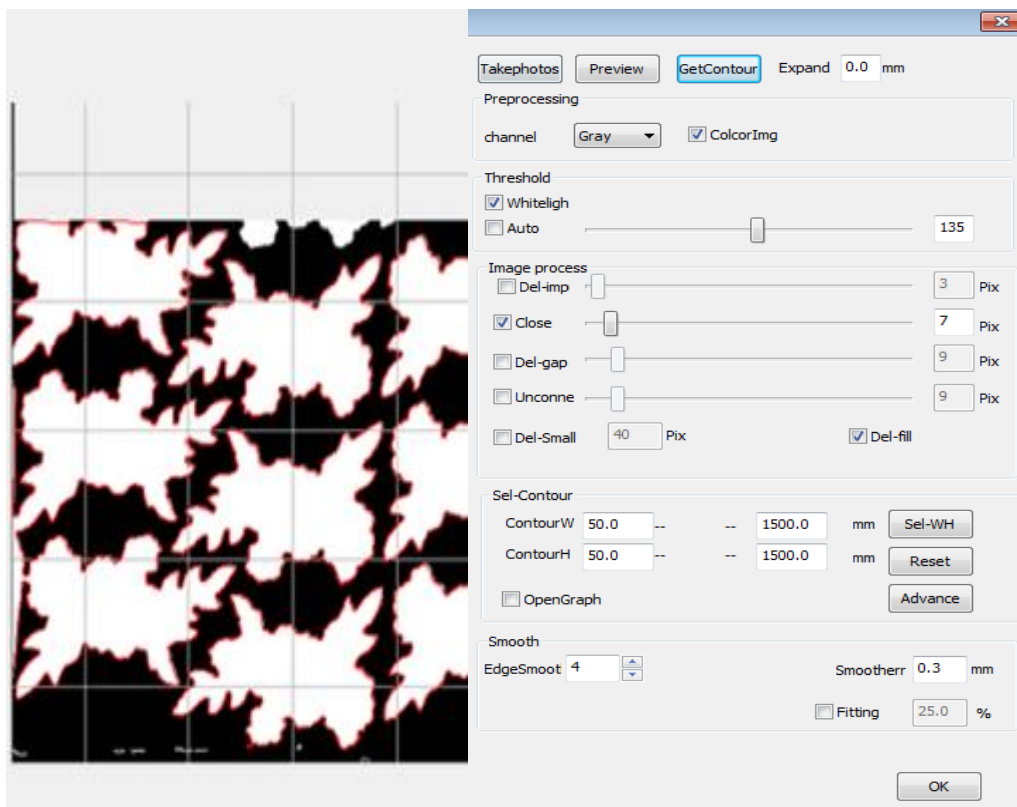 Takephotos Preview GetContour Expand 0.0 mm
Preprocessing
channel Gray ColcorImg
Threshold
Whiteligh
Auto 135
Image process
Del-imp 3 Pix
Close 7 Pix
Del-gap 9 Pix
Unconne 9 Pix
Del-Small 40 Pix Del-fill
Sel-Contour
ContourW 50.0 -- -- 1500.0 mm Sel-WH
ContourH 50.0 -- -- 1500.0 mm Reset
OpenGraph Advance
Smooth
EdgeSmoot 4 Smootherr 0.3 mm
Fitting 25.0 %
OK